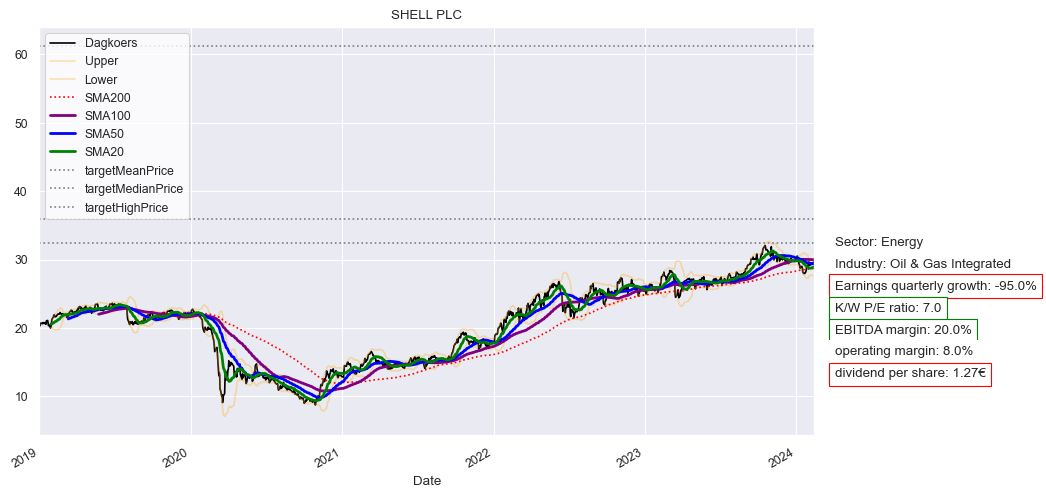 SHELL PLC
60
50
40
30
20
10
Dagkoers
Upper
Lower
SMA200
SMA100
SMA50
SMA20
targetMeanPrice
targetMedianPrice
targetHighPrice
2019
2020
2021
2022
2023
2024
Date
Sector: Energy
Industry: Oil & Gas Integrated
Earnings quarterly growth: -95.0%
K/W P/E ratio: 7.0
EBITDA margin: 20.0%
operating margin: 8.0%
dividend per share: 1.27€